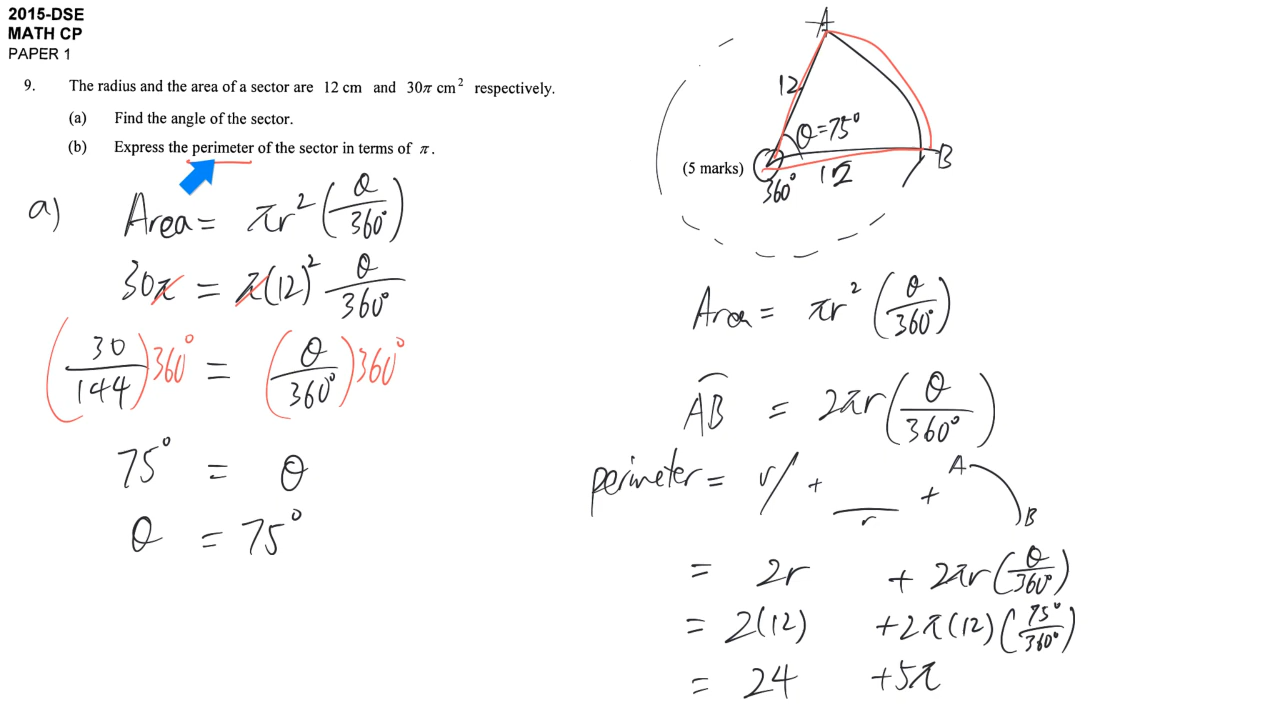 2015-DSE
MATH CP
PAPER 1
9. The radius and the area of a sector are 12 cm and 30π cm² respectively.
(a) Find the angle of the sector.
(b) Express the perimeter of the sector in terms of π.
(5 marks)
a) Area = πr²(θ/360°)
30π = π(12)² θ/360°
(30/144)360° = (θ/360°)360°
75° = θ
θ = 75°
A
12
θ=75°
B
12
360°
Area = πr²(θ/360°)
AB = 2πr(θ/360°)
perimeter = r/ + r + A B
= 2r + 2πr(θ/360°)
= 2(12) + 2π(12)(75°/360°)
= 24 + 5π